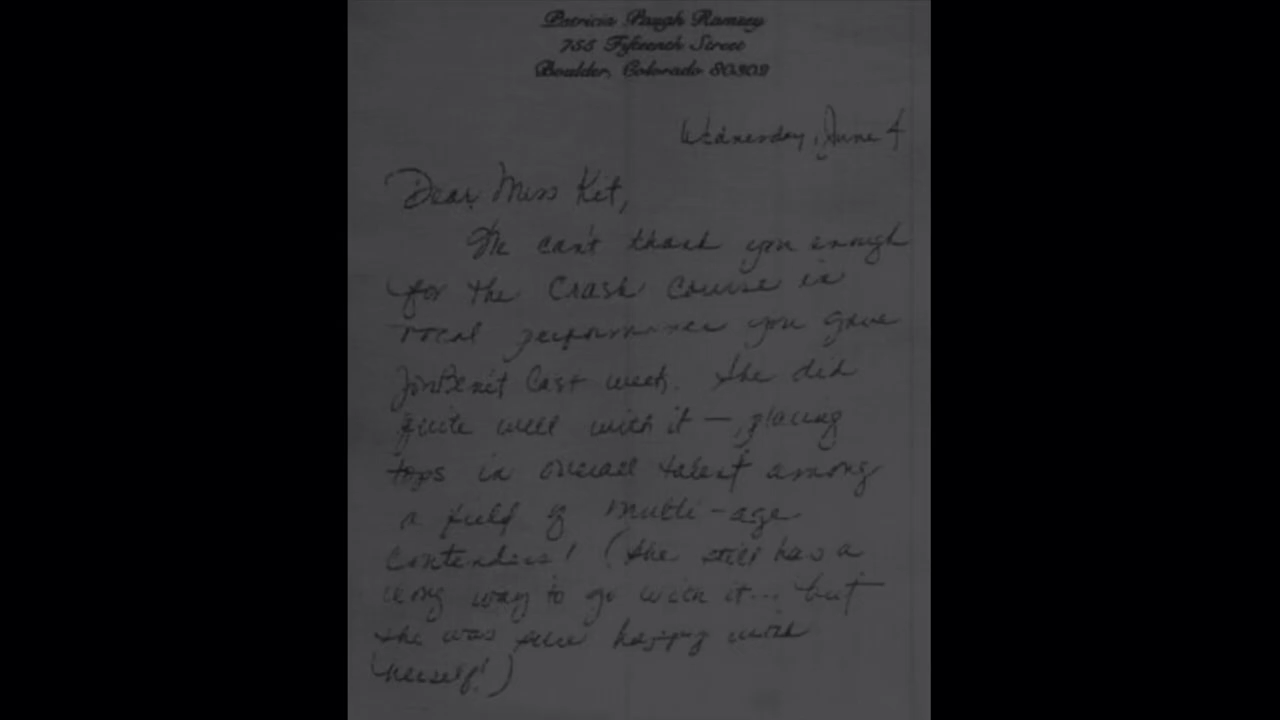 Patricia Paugh Ramsey
755 Fifteenth Street
Boulder, Colorado 80302
Wednesday, June 4
Dear Miss Kit,
We can't thank you enough
for the crash course in
vocal performance you gave
JonBenét last week. She did
quite well with it — placing
tops in overall talent among
a field of multi-age
contenders! (She still has a
long way to go with it... but
she was sure happy with
herself!)